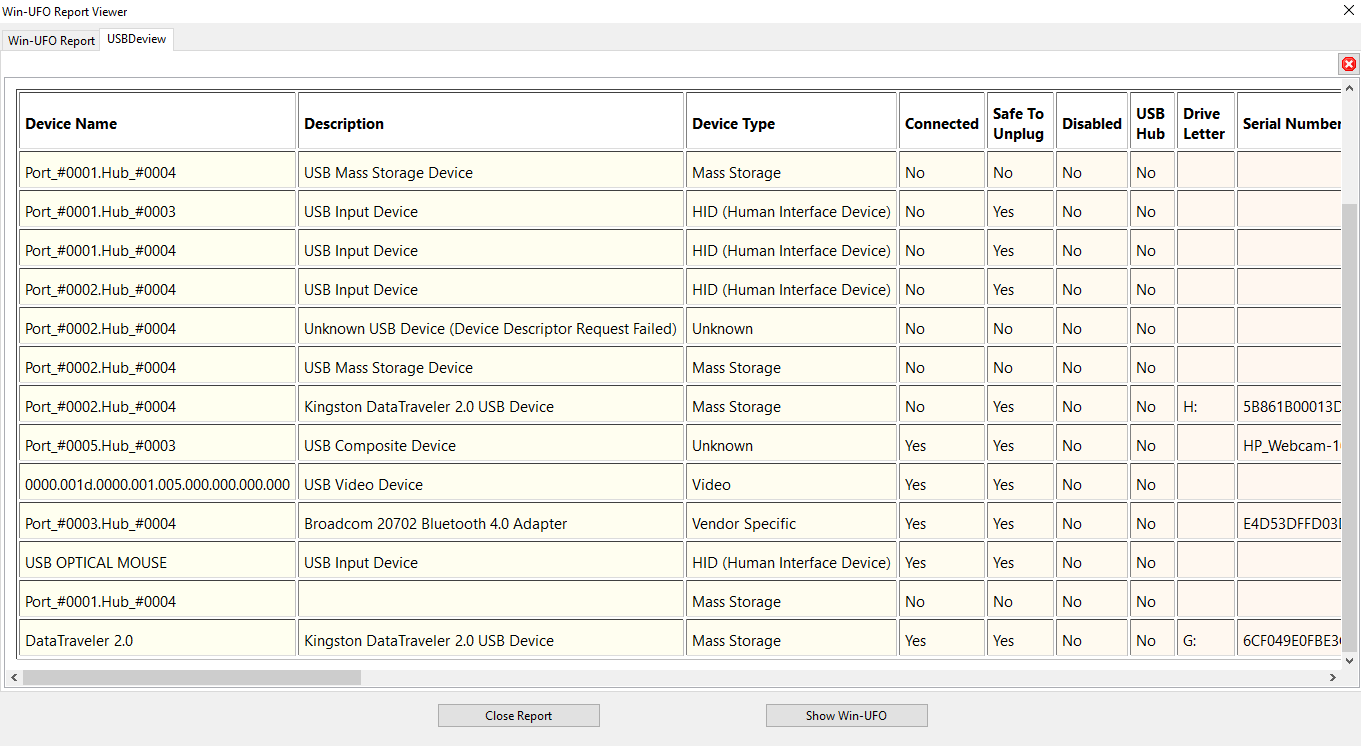 Win-UFO Report Viewer
Win-UFO Report USBDeview
Device Name Description Device Type Connected Safe To Unplug Disabled USB Hub Drive Letter Serial Number
Port_#0001.Hub_#0004 USB Mass Storage Device Mass Storage No No No No
Port_#0001.Hub_#0003 USB Input Device HID (Human Interface Device) No Yes No No
Port_#0001.Hub_#0004 USB Input Device HID (Human Interface Device) No Yes No No
Port_#0002.Hub_#0004 USB Input Device HID (Human Interface Device) No Yes No No
Port_#0002.Hub_#0004 Unknown USB Device (Device Descriptor Request Failed) Unknown No No No No
Port_#0002.Hub_#0004 USB Mass Storage Device Mass Storage No No No No
Port_#0002.Hub_#0004 Kingston DataTraveler 2.0 USB Device Mass Storage No Yes No No H: 5B861B00013D
Port_#0005.Hub_#0003 USB Composite Device Unknown Yes Yes No No HP_Webcam-1
0000.001d.0000.001.005.000.000.000.000 USB Video Device Video Yes Yes No No
Port_#0003.Hub_#0004 Broadcom 20702 Bluetooth 4.0 Adapter Vendor Specific Yes Yes No No E4D53DFFD03
USB OPTICAL MOUSE USB Input Device HID (Human Interface Device) Yes Yes No No
Port_#0001.Hub_#0004 Mass Storage No No No No
DataTraveler 2.0 Kingston DataTraveler 2.0 USB Device Mass Storage Yes Yes No No G: 6CF049E0FBE3
Close Report Show Win-UFO